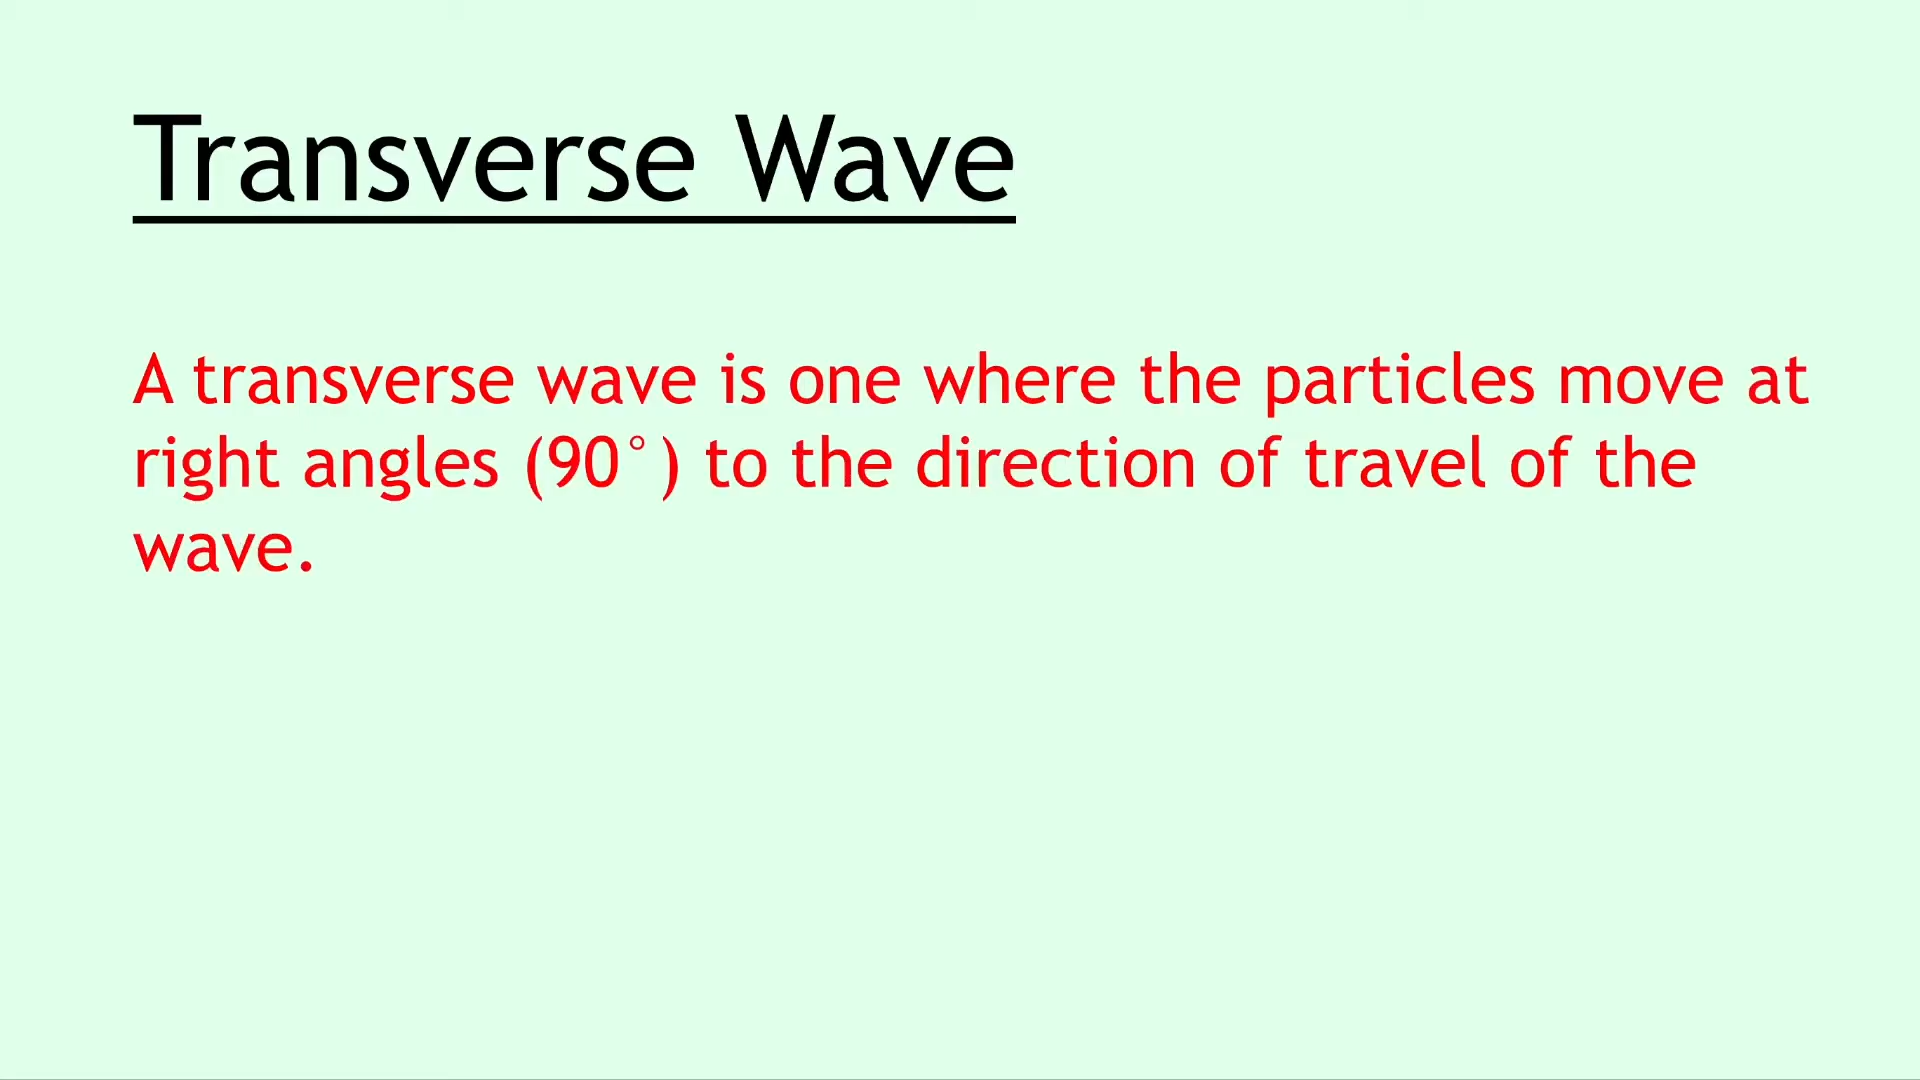 Transverse Wave
A transverse wave is one where the particles move at
right angles (90°) to the direction of travel of the
wave.